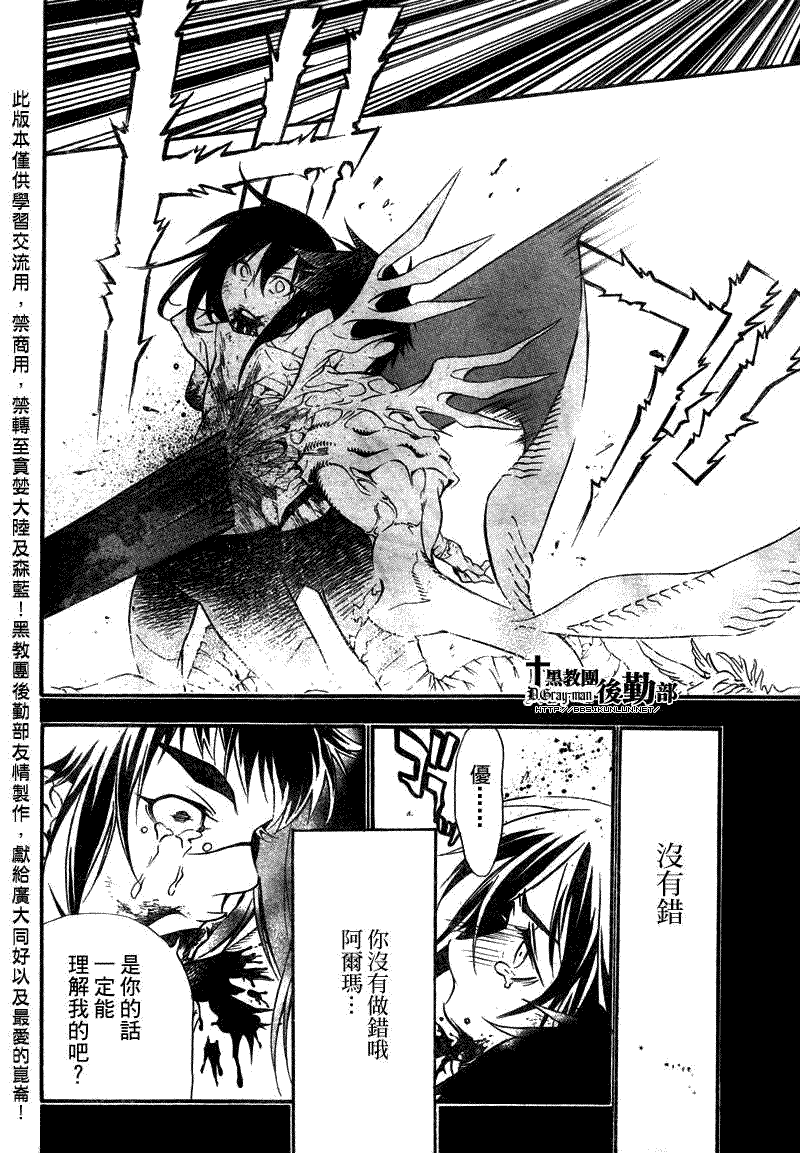 此版本僅供學習交流用，禁商用，禁轉至貪婪大陸及森藍！黑教團後勤部友情製作，獻給廣大同好以及最愛的崑崙！
黑教團
D.Gray-man 後勤部
HTTP://BBS.IKUNLUN.NET/
沒有錯
優……
你沒有做錯哦
阿爾瑪…
是你的話
一定能
理解我的吧？